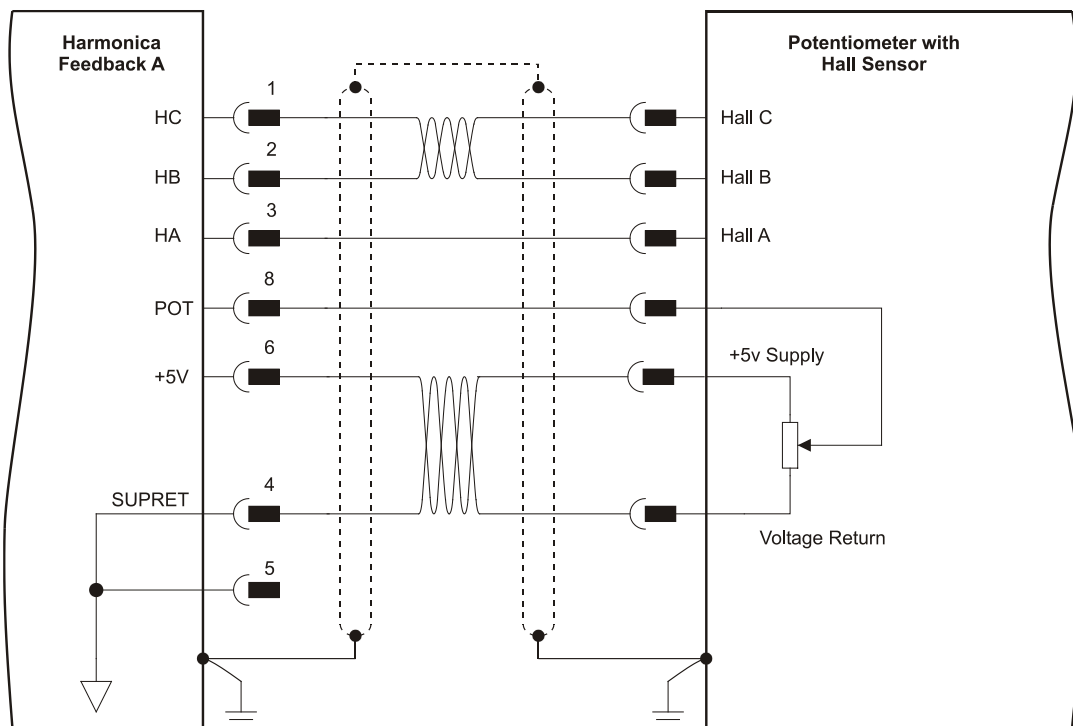 Harmonica
Feedback A
Potentiometer with
Hall Sensor
HC
1
Hall C
HB
2
Hall B
HA
3
Hall A
POT
8
+5V
6
+5v Supply
SUPRET
4
Voltage Return
5